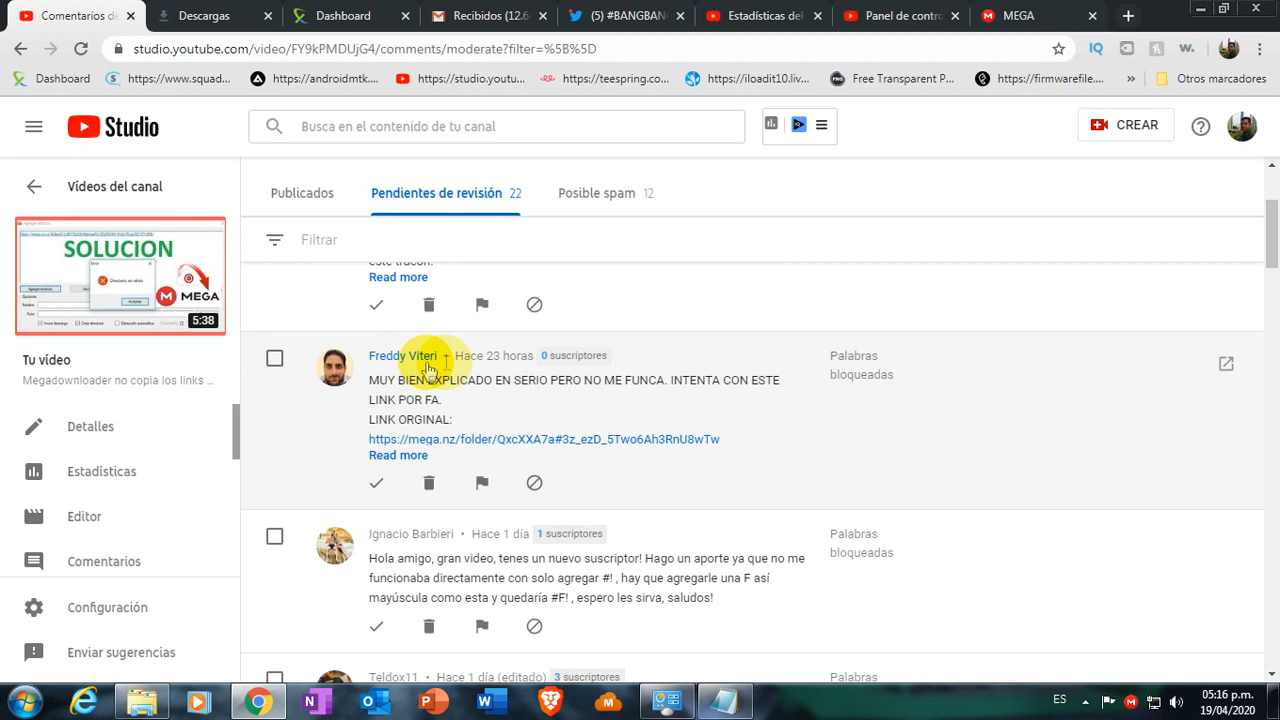 Comentarios de
Descargas
Dashboard
Recibidos (12.6
(5) #BANGBAN
Estadísticas del
Panel de contr
MEGA
studio.youtube.com/video/FY9kPMDUjG4/comments/moderate?filter=%5B%5D
Dashboard
https://www.squad...
https://androidmtk....
https://studio.youtu...
https://teespring.co...
https://iloadit10.liv...
Free Transparent P...
https://firmwarefile....
»
Otros marcadores
Studio
Busca en el contenido de tu canal
CREAR
Vídeos del canal
Publicados
Pendientes de revisión 22
Posible spam 12
Filtrar
SOLUCION
Directorio no válido
Aceptar
MEGA
5:38
este trucon.
Read more
Tu vídeo
Megadownloader no copia los links ...
Detalles
Estadísticas
Editor
Comentarios
Configuración
Enviar sugerencias
Freddy Viteri • Hace 23 horas 0 suscriptores
MUY BIEN EXPLICADO EN SERIO PERO NO ME FUNCA. INTENTA CON ESTE
LINK POR FA.
LINK ORGINAL:
https://mega.nz/folder/QxcXXA7a#3z_ezD_5Two6Ah3RnU8wTw
Read more
Palabras
bloqueadas
Ignacio Barbieri • Hace 1 día 1 suscriptores
Hola amigo, gran video, tenes un nuevo suscriptor! Hago un aporte ya que no me
funcionaba directamente con solo agregar #! , hay que agregarle una F así
mayúscula como esta y quedaría #F! , espero les sirva, saludos!
Palabras
bloqueadas
Teldox11 • Hace 1 día (editado) 3 suscriptores
ES
05:16 p.m.
19/04/2020